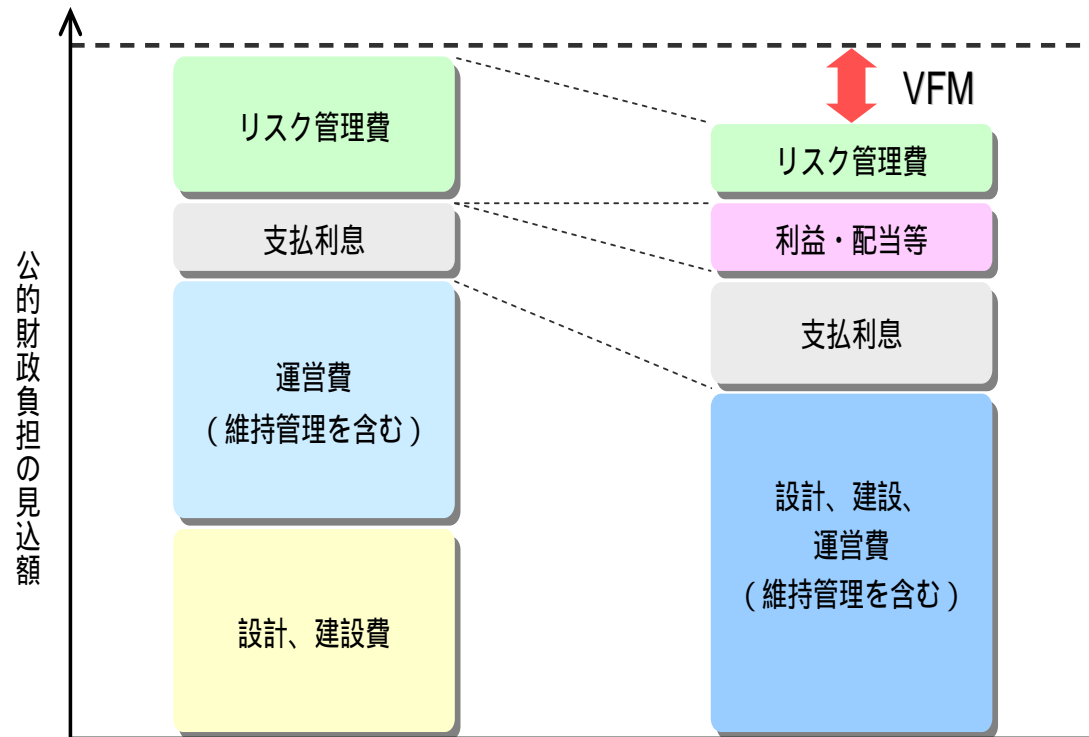 公的財政負担の見込額
リスク管理費
支払利息
運営費
（維持管理を含む）
設計、建設費
VFM
リスク管理費
利益・配当等
支払利息
設計、建設、
運営費
（維持管理を含む）